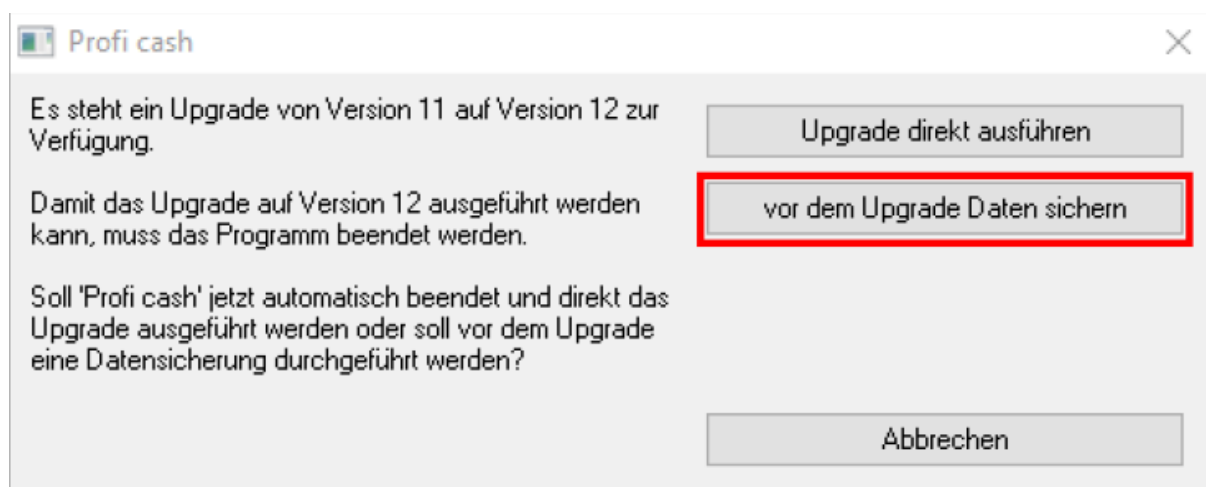 Profi cash
Es steht ein Upgrade von Version 11 auf Version 12 zur
Verfügung.
Damit das Upgrade auf Version 12 ausgeführt werden
kann, muss das Programm beendet werden.
Soll 'Profi cash' jetzt automatisch beendet und direkt das
Upgrade ausgeführt werden oder soll vor dem Upgrade
eine Datensicherung durchgeführt werden?
Upgrade direkt ausführen
vor dem Upgrade Daten sichern
Abbrechen